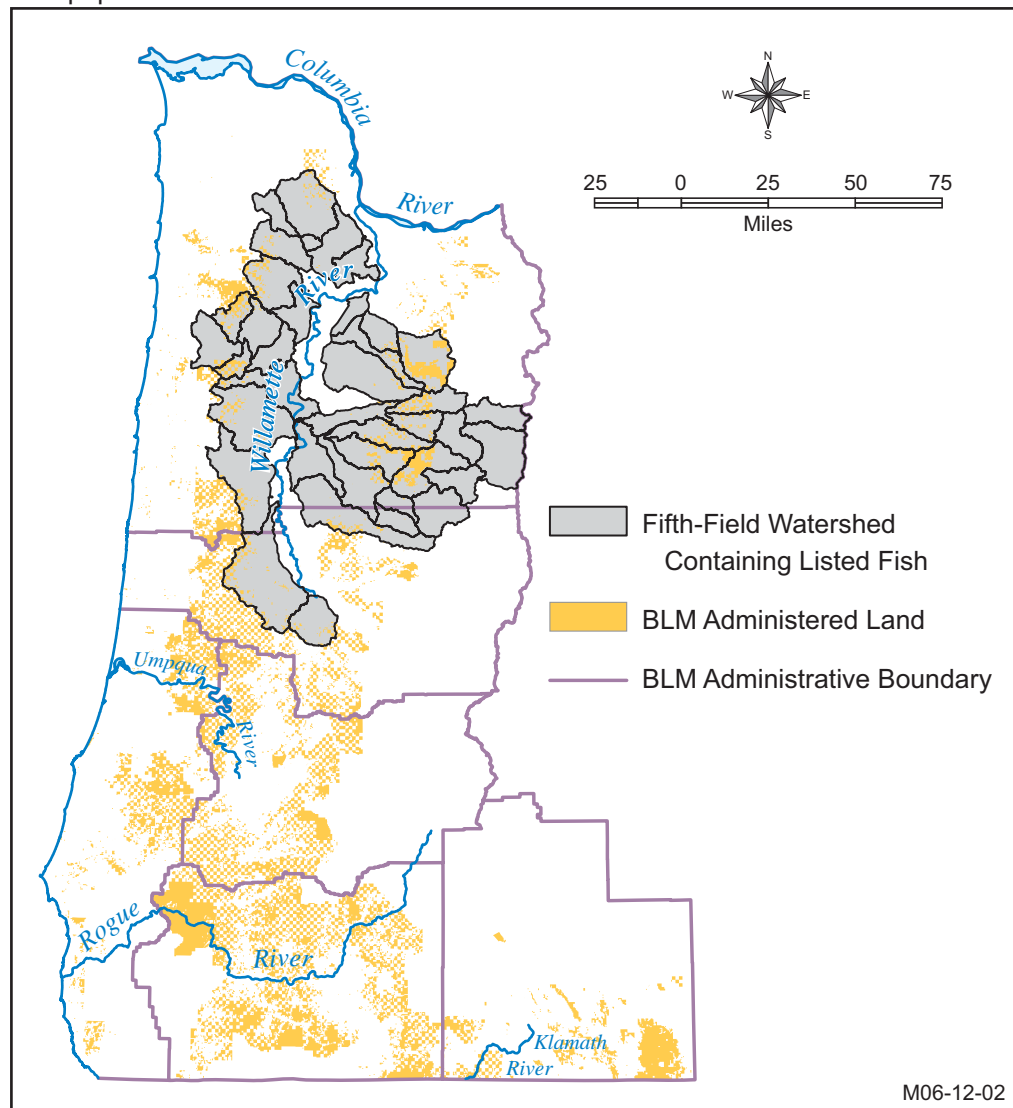 Columbia
River
N
W E
S
25 0 25 50 75
Miles
River
Willamette
Fifth-Field Watershed
Containing Listed Fish
BLM Administered Land
BLM Administrative Boundary
Umpqua
River
Rogue
River
Klamath
River
M06-12-02